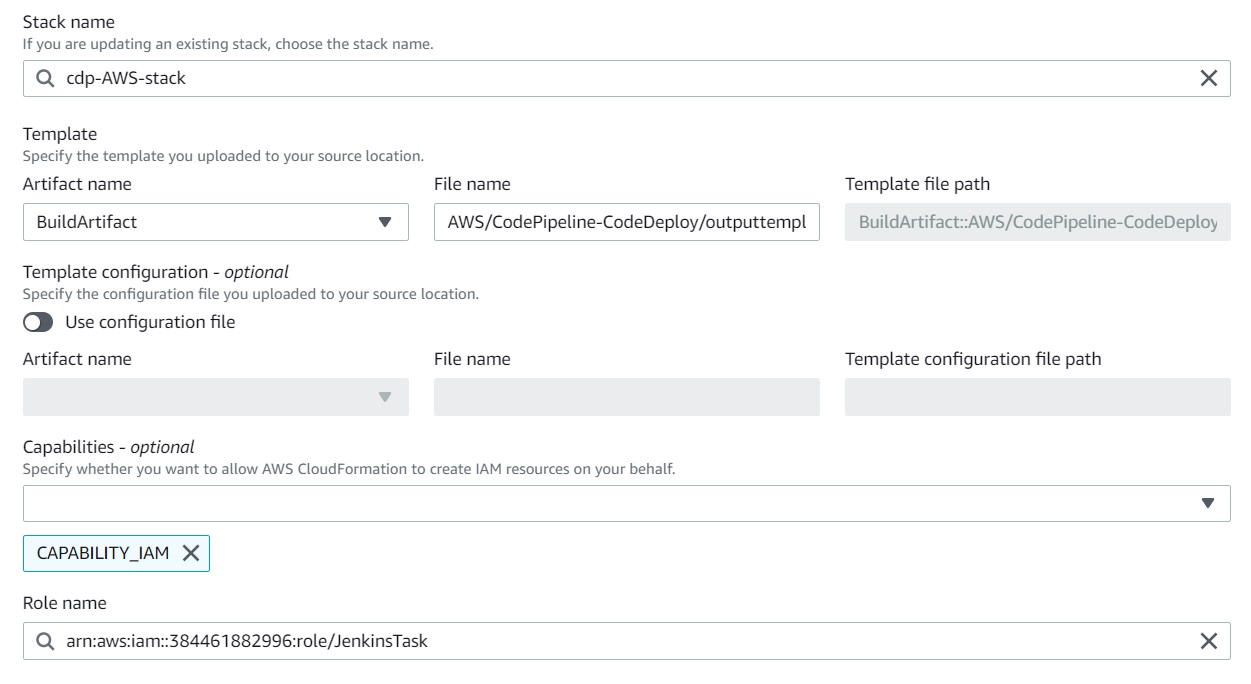 Stack name
If you are updating an existing stack, choose the stack name.
cdp-AWS-stack
Template
Specify the template you uploaded to your source location.
Artifact name File name Template file path
BuildArtifact AWS/CodePipeline-CodeDeploy/outputtempl BuildArtifact::AWS/CodePipeline-CodeDeploy
Template configuration - optional
Specify the configuration file you uploaded to your source location.
Use configuration file
Artifact name File name Template configuration file path
Capabilities - optional
Specify whether you want to allow AWS CloudFormation to create IAM resources on your behalf.
CAPABILITY_IAM
Role name
arn:aws:iam::384461882996:role/JenkinsTask